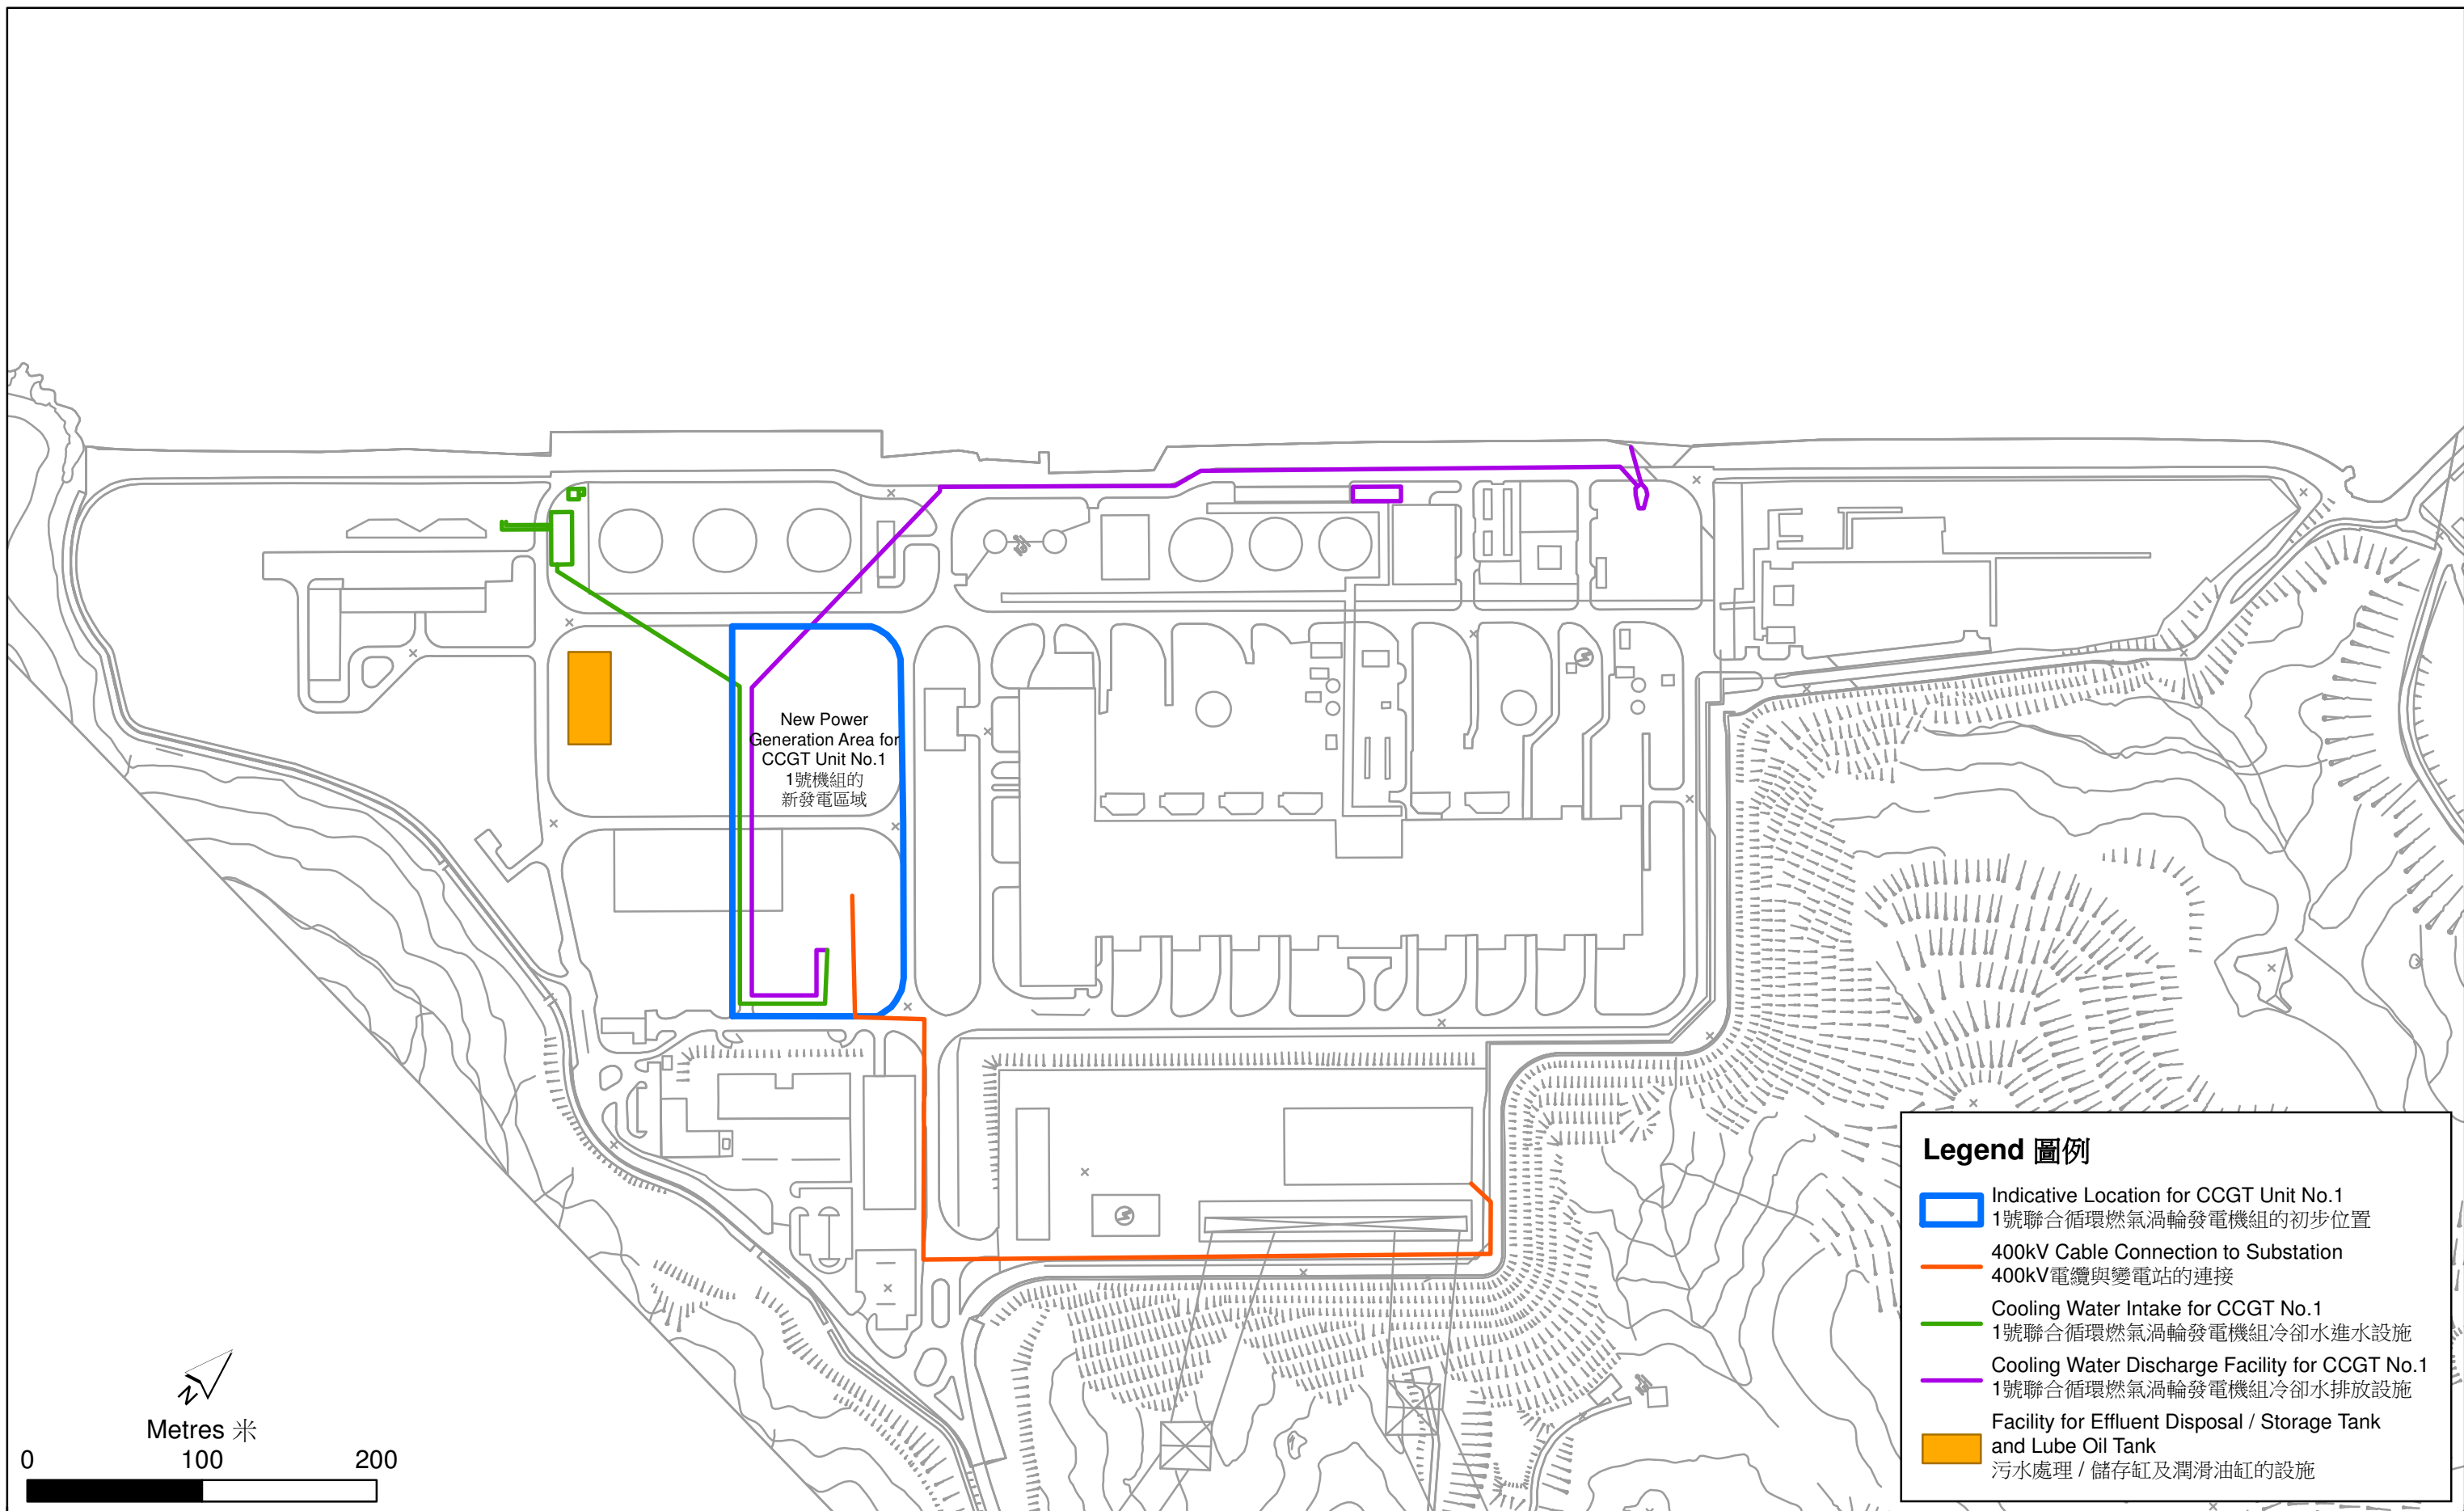 New Power
Generation Area for
CCGT Unit No.1
1號機組的
新發電區域
N
Metres 米
0 100 200
Legend 圖例
Indicative Location for CCGT Unit No.1
1號聯合循環燃氣渦輪發電機組的初步位置
400kV Cable Connection to Substation
400kV電纜與變電站的連接
Cooling Water Intake for CCGT No.1
1號聯合循環燃氣渦輪發電機組冷卻水進水設施
Cooling Water Discharge Facility for CCGT No.1
1號聯合循環燃氣渦輪發電機組冷卻水排放設施
Facility for Effluent Disposal / Storage Tank
and Lube Oil Tank
污水處理 / 儲存缸及潤滑油缸的設施